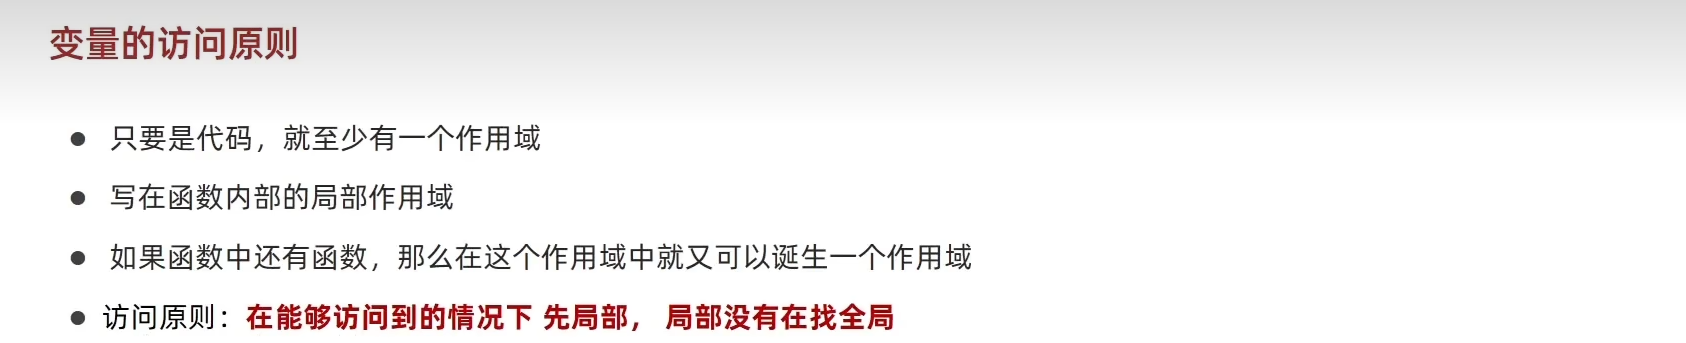 变量的访问原则
● 只要是代码，就至少有一个作用域
● 写在函数内部的局部作用域
● 如果函数中还有函数，那么在这个作用域中就又可以诞生一个作用域
● 访问原则：在能够访问到的情况下 先局部， 局部没有在找全局